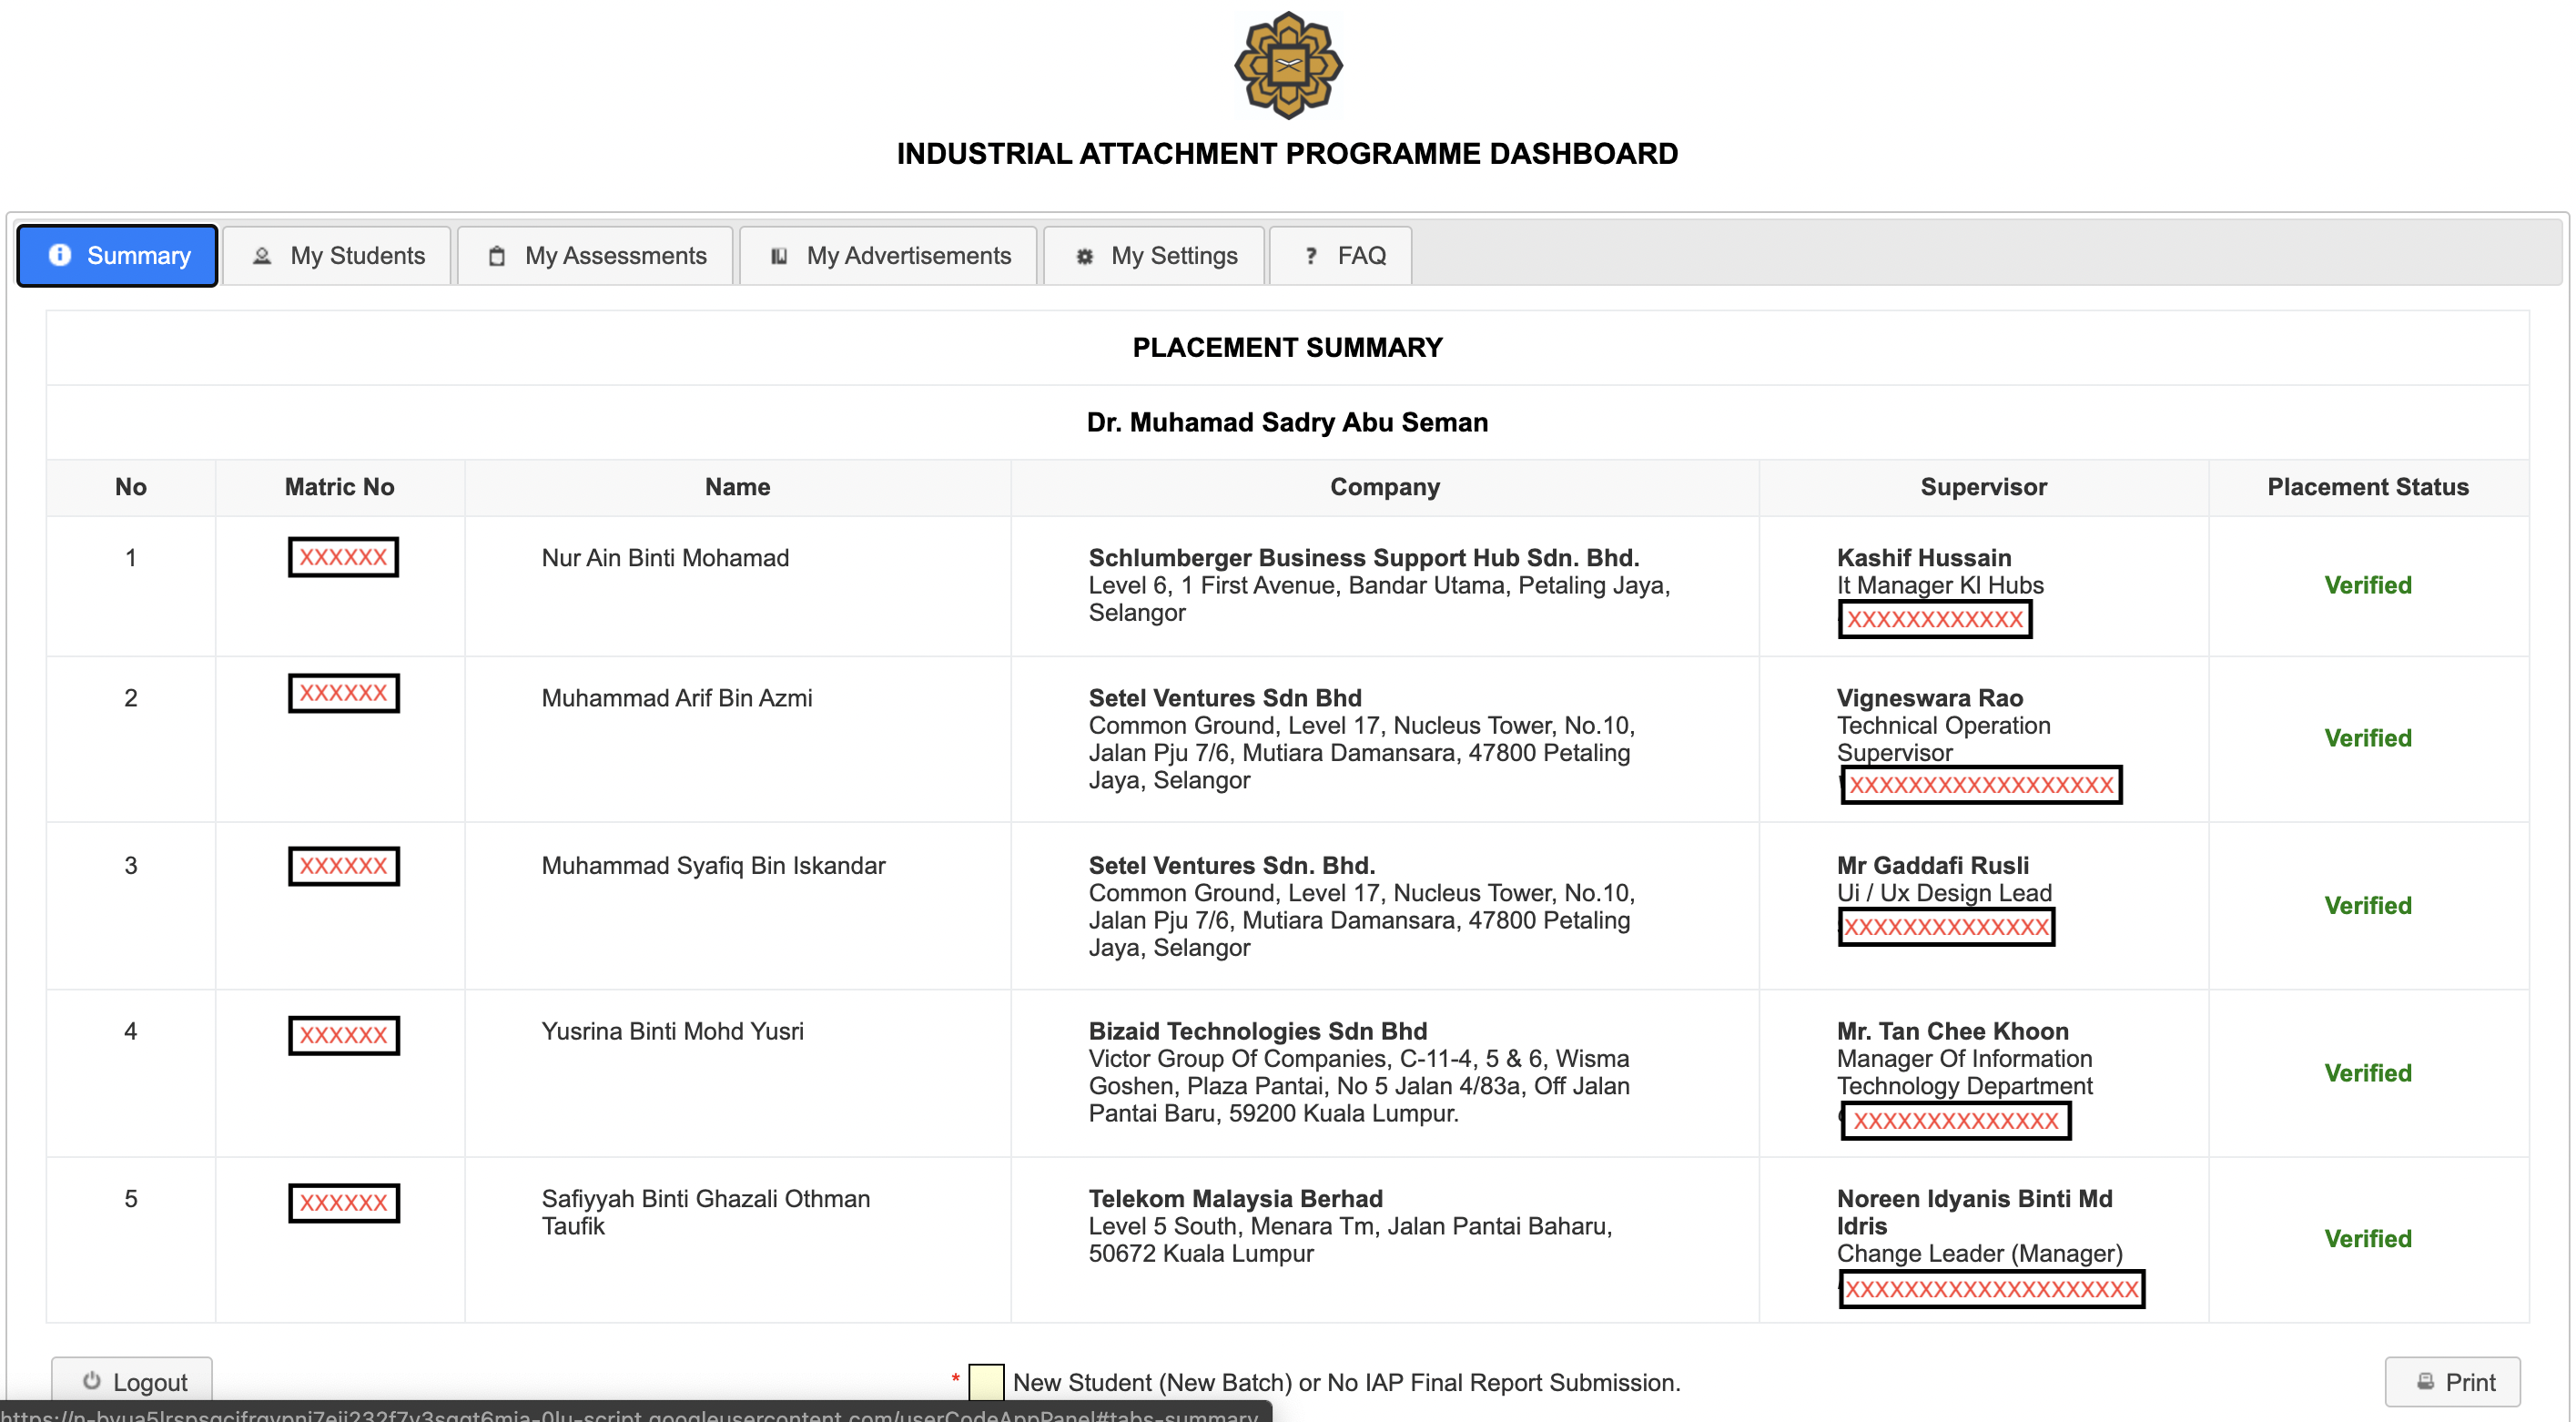 INDUSTRIAL ATTACHMENT PROGRAMME DASHBOARD
Summary
My Students
My Assessments
My Advertisements
My Settings
? FAQ
PLACEMENT SUMMARY
Dr. Muhamad Sadry Abu Seman
No Matric No Name Company Supervisor Placement Status
1
XXXXXX
Nur Ain Binti Mohamad
Schlumberger Business Support Hub Sdn. Bhd.
Level 6, 1 First Avenue, Bandar Utama, Petaling Jaya,
Selangor
Kashif Hussain
It Manager Kl Hubs
XXXXXXXXXXXX
Verified
2
XXXXXX
Muhammad Arif Bin Azmi
Setel Ventures Sdn Bhd
Common Ground, Level 17, Nucleus Tower, No.10,
Jalan Pju 7/6, Mutiara Damansara, 47800 Petaling
Jaya, Selangor
Vigneswara Rao
Technical Operation
Supervisor
XXXXXXXXXXXXXXXXXX
Verified
3
XXXXXX
Muhammad Syafiq Bin Iskandar
Setel Ventures Sdn. Bhd.
Common Ground, Level 17, Nucleus Tower, No.10,
Jalan Pju 7/6, Mutiara Damansara, 47800 Petaling
Jaya, Selangor
Mr Gaddafi Rusli
Ui / Ux Design Lead
XXXXXXXXXXXXXX
Verified
4
XXXXXX
Yusrina Binti Mohd Yusri
Bizaid Technologies Sdn Bhd
Victor Group Of Companies, C-11-4, 5 & 6, Wisma
Goshen, Plaza Pantai, No 5 Jalan 4/83a, Off Jalan
Pantai Baru, 59200 Kuala Lumpur.
Mr. Tan Chee Khoon
Manager Of Information
Technology Department
XXXXXXXXXXXXXX
Verified
5
XXXXXX
Safiyyah Binti Ghazali Othman
Taufik
Telekom Malaysia Berhad
Level 5 South, Menara Tm, Jalan Pantai Baharu,
50672 Kuala Lumpur
Noreen Idyanis Binti Md
Idris
Change Leader (Manager)
XXXXXXXXXXXXXXXXXXXX
Verified
Logout
* New Student (New Batch) or No IAP Final Report Submission.
Print